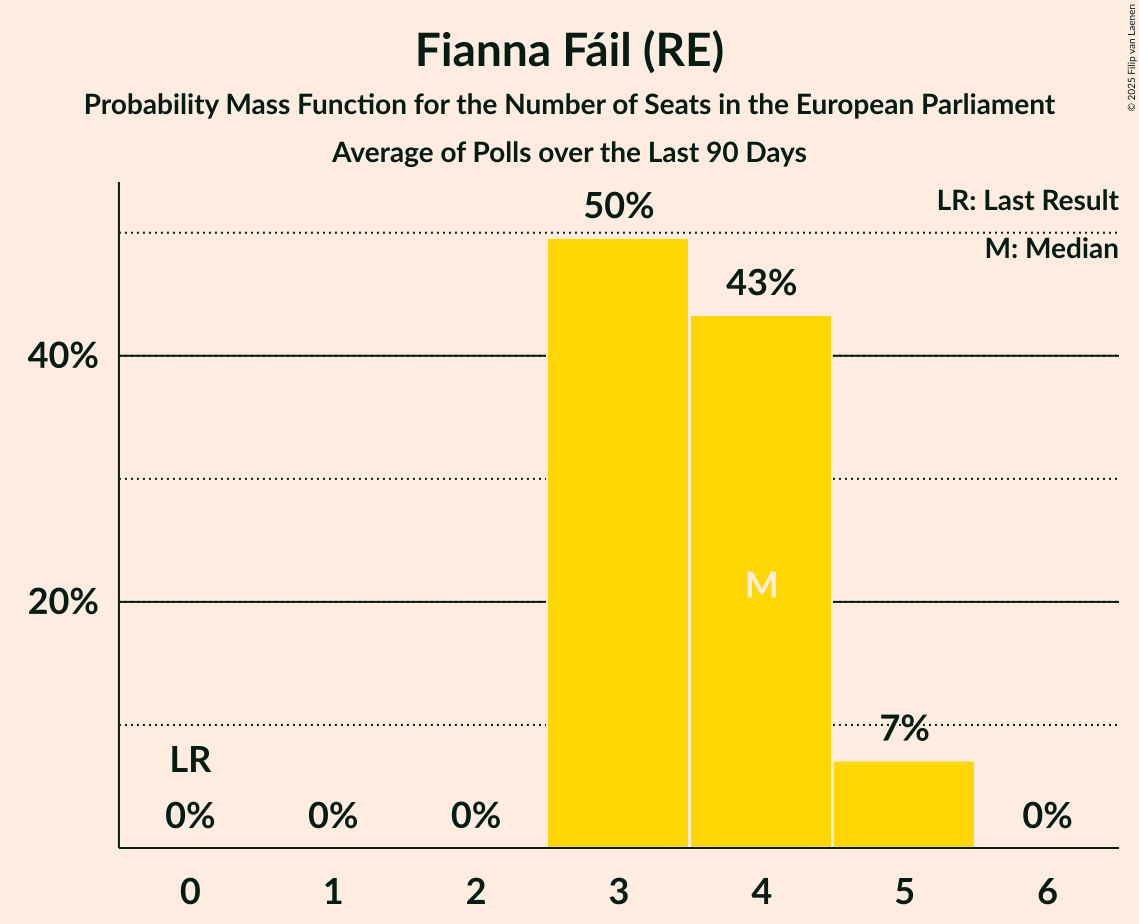 Fianna Fáil (RE)
Probability Mass Function for the Number of Seats in the European Parliament
Average of Polls over the Last 90 Days
© 2025 Filip van Laenen
LR: Last Result
M: Median
50%
43%
40%
M
20%
7%
LR
0%
0%
0%
0%
0
1
2
3
4
5
6